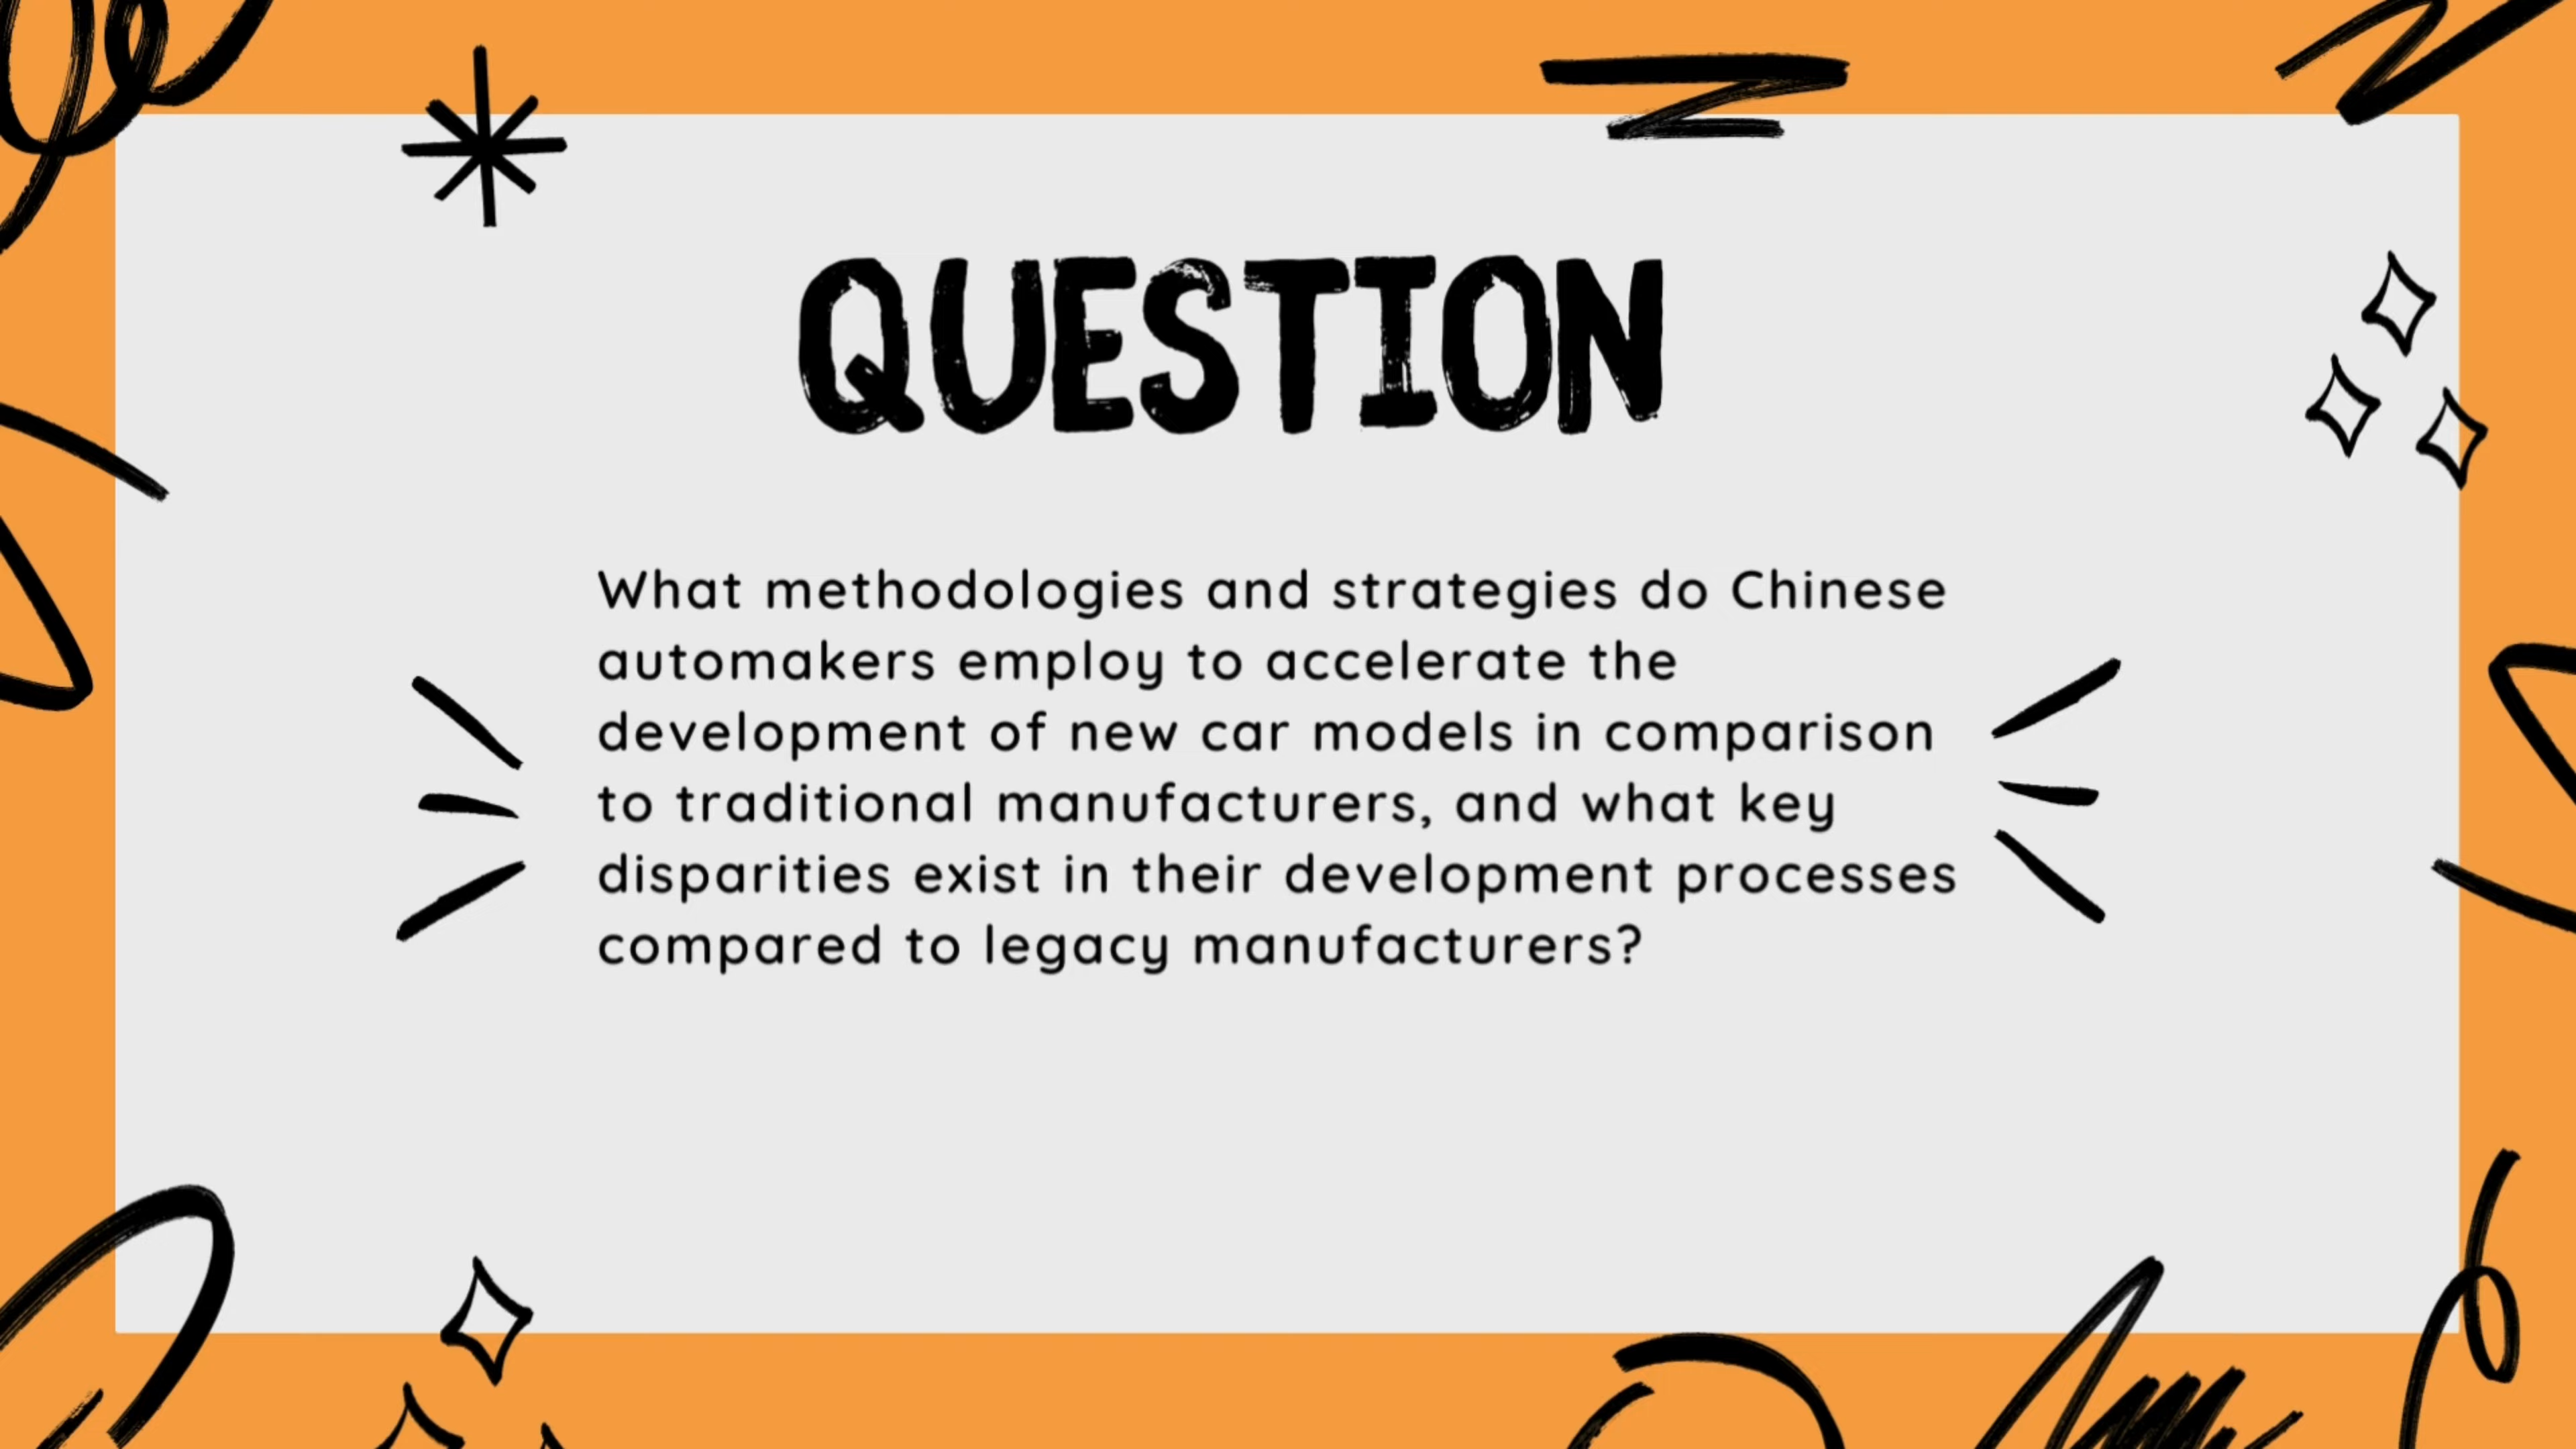 QUESTION
What methodologies and strategies do Chinese
automakers employ to accelerate the
development of new car models in comparison
to traditional manufacturers, and what key
disparities exist in their development processes
compared to legacy manufacturers?